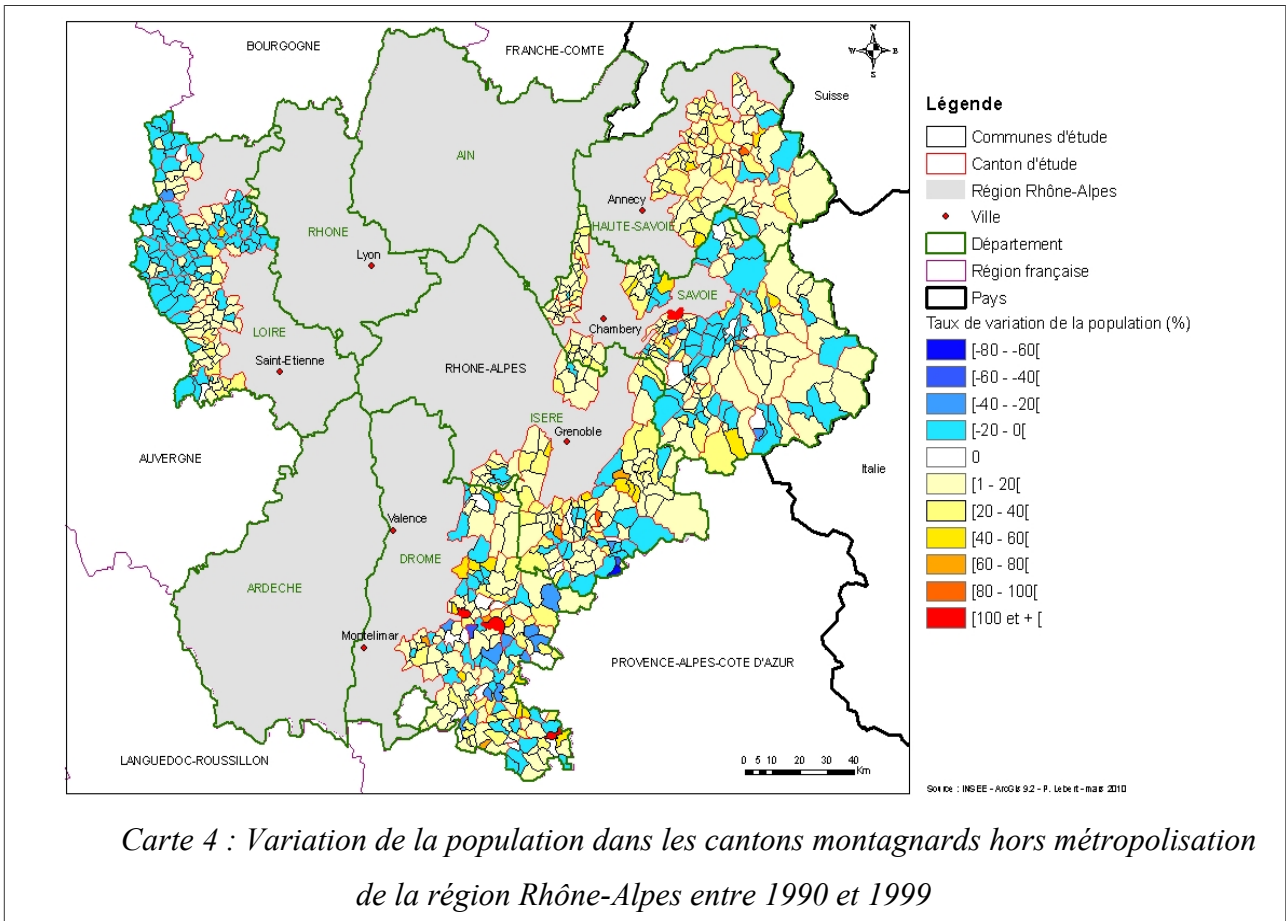 BOURGOGNE
FRANCHE-COMTE
N
W E
S
Suisse
AIN
Annecy
HAUTE-SAVOIE
RHONE
Lyon
SAVOIE
LOIRE
Chambery
Saint-Etienne
RHONE-ALPES
ISERE
Grenoble
AUVERGNE
Italie
Valence
DROME
ARDECHE
Montelimar
PROVENCE-ALPES-COTE D'AZUR
LANGUEDOC-ROUSSILLON
0 5 10 20 30 40
Km
Légende
Communes d'étude
Canton d'étude
Région Rhône-Alpes
Ville
Département
Région française
Pays
Taux de variation de la population (%)
[-80 - -60[
[-60 - -40[
[-40 - -20[
[-20 - 0[
0
[1 - 20[
[20 - 40[
[40 - 60[
[60 - 80[
[80 - 100[
[100 et + [
Source : INSEE - ArcGis 9.2 - P. Lebert - mars 2010
Carte 4 : Variation de la population dans les cantons montagnards hors métropolisation
de la région Rhône-Alpes entre 1990 et 1999